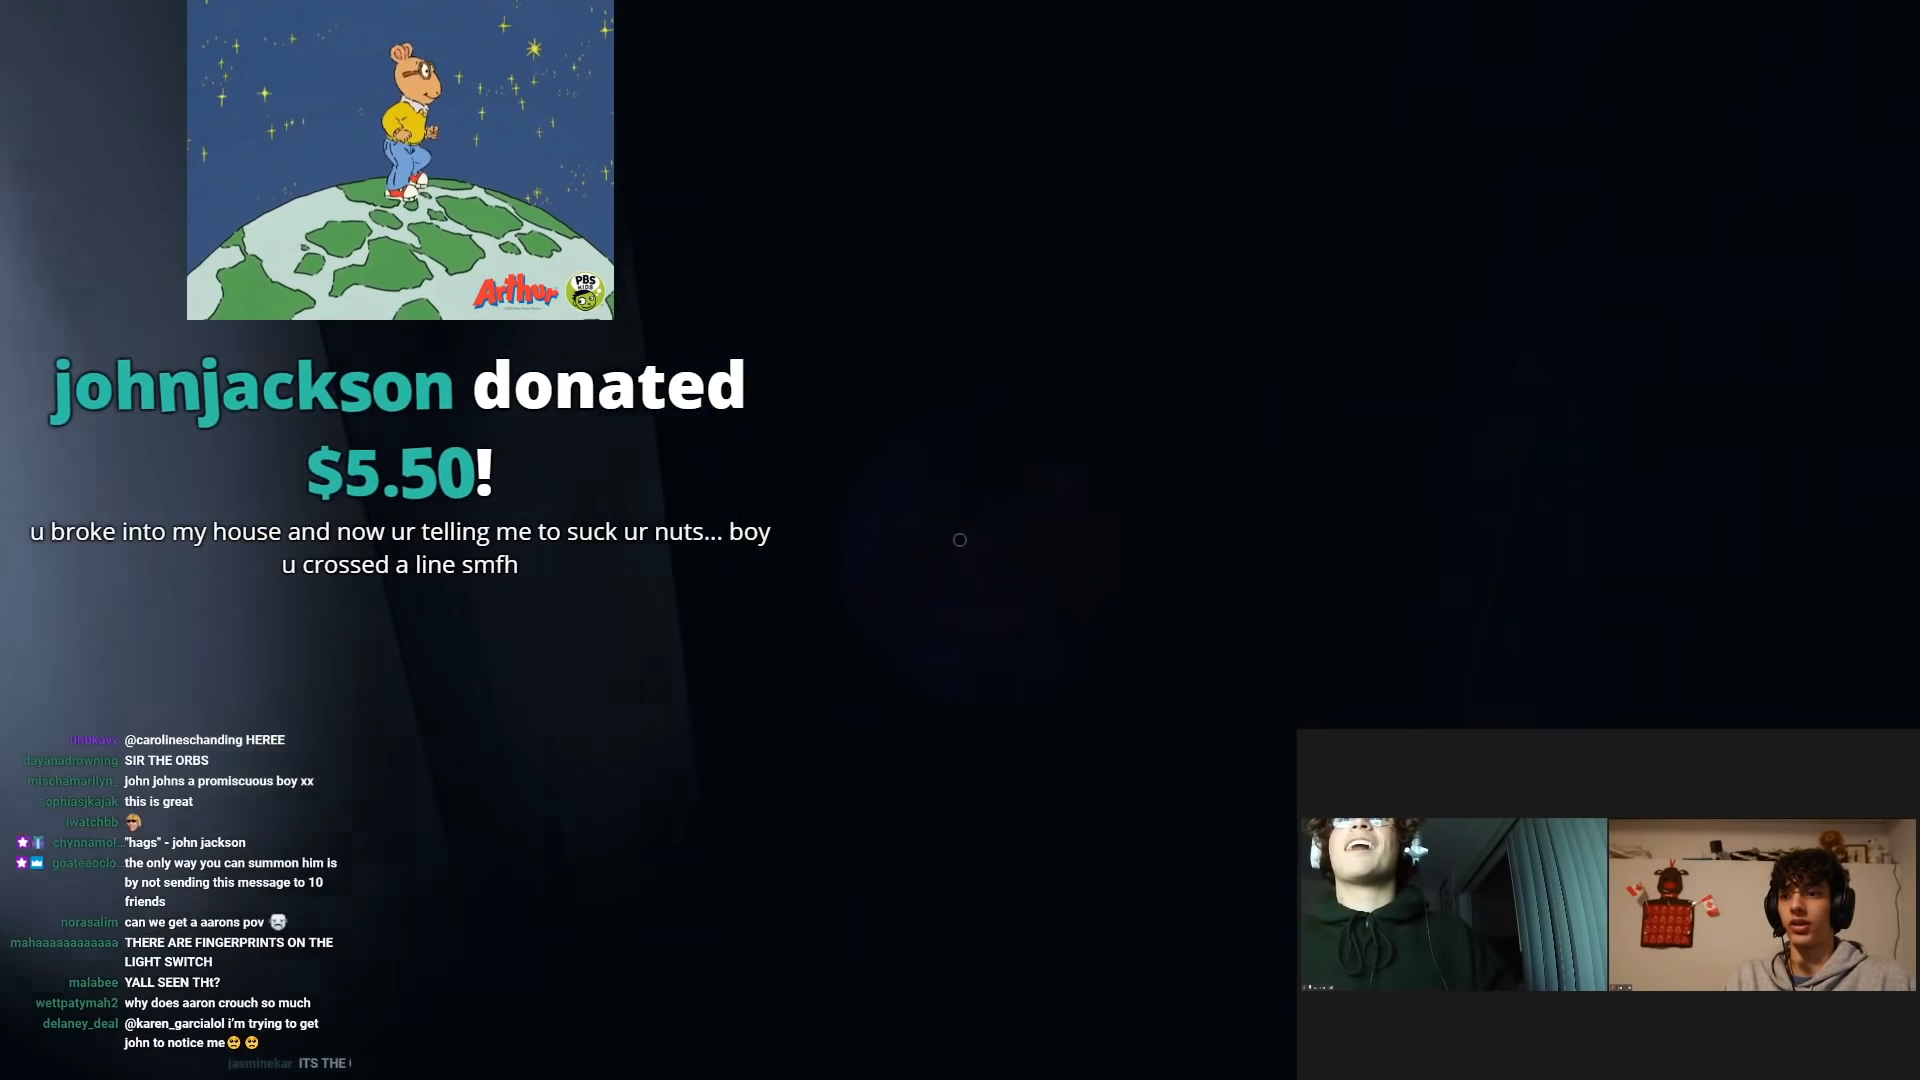 Arthur
PBS
KIDS
johnjackson donated
$5.50!
u broke into my house and now ur telling me to suck ur nuts... boy
u crossed a line smfh
@carolineschanding HEREE
dayanadrowning SIR THE ORBS
mischamarilyn_ john johns a promiscuous boy xx
sophiasjkajak this is great
iwatchbb
chynnamol... "hags" - john jackson
goateeoclo... the only way you can summon him is
by not sending this message to 10
friends
norasalim can we get a aarons pov
mahaaaaaaaaaaaa THERE ARE FINGERPRINTS ON THE
LIGHT SWITCH
malabee YALL SEEN THt?
wettpatymah2 why does aaron crouch so much
delaney_deal @karen_garcialol i'm trying to get
john to notice me
jasminekar ITS THE